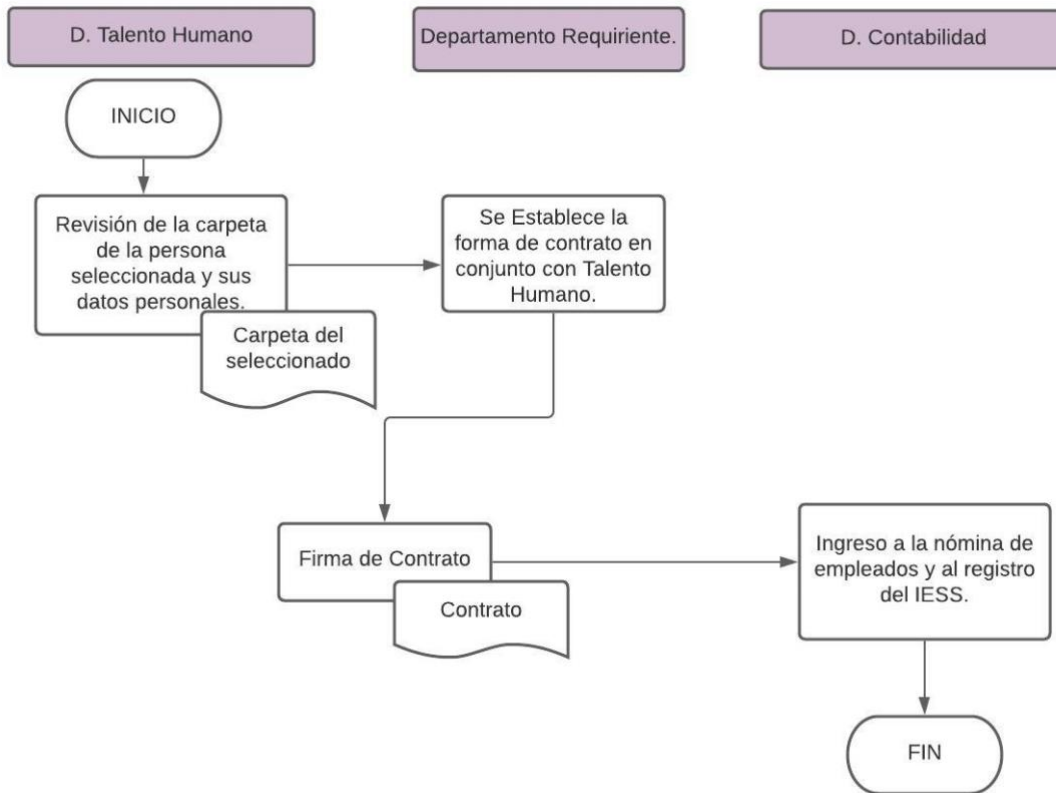 D. Talento Humano
Departamento Requiriente.
D. Contabilidad
INICIO
Revisión de la carpeta
de la persona
seleccionada y sus
datos personales.
Carpeta del
seleccionado
Se Establece la
forma de contrato en
conjunto con Talento
Humano.
Firma de Contrato
Contrato
Ingreso a la nómina de
empleados y al registro
del IESS.
FIN